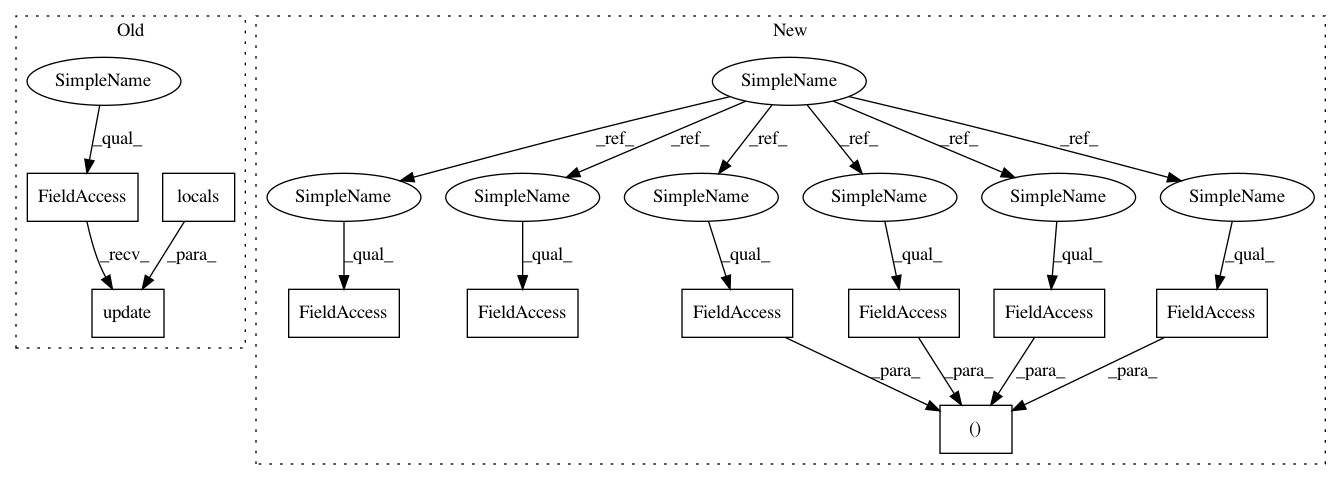 Old
New
SimpleName
SimpleName
_qual_
_ref_
_ref_
_ref_
_ref_
_ref_
_ref_
FieldAccess
locals
SimpleName
SimpleName
SimpleName
SimpleName
SimpleName
SimpleName
_recv_
_para_
_qual_
_qual_
_qual_
_qual_
_qual_
_qual_
update
FieldAccess
FieldAccess
FieldAccess
FieldAccess
FieldAccess
FieldAccess
_para_
_para_
_para_
_para_
()